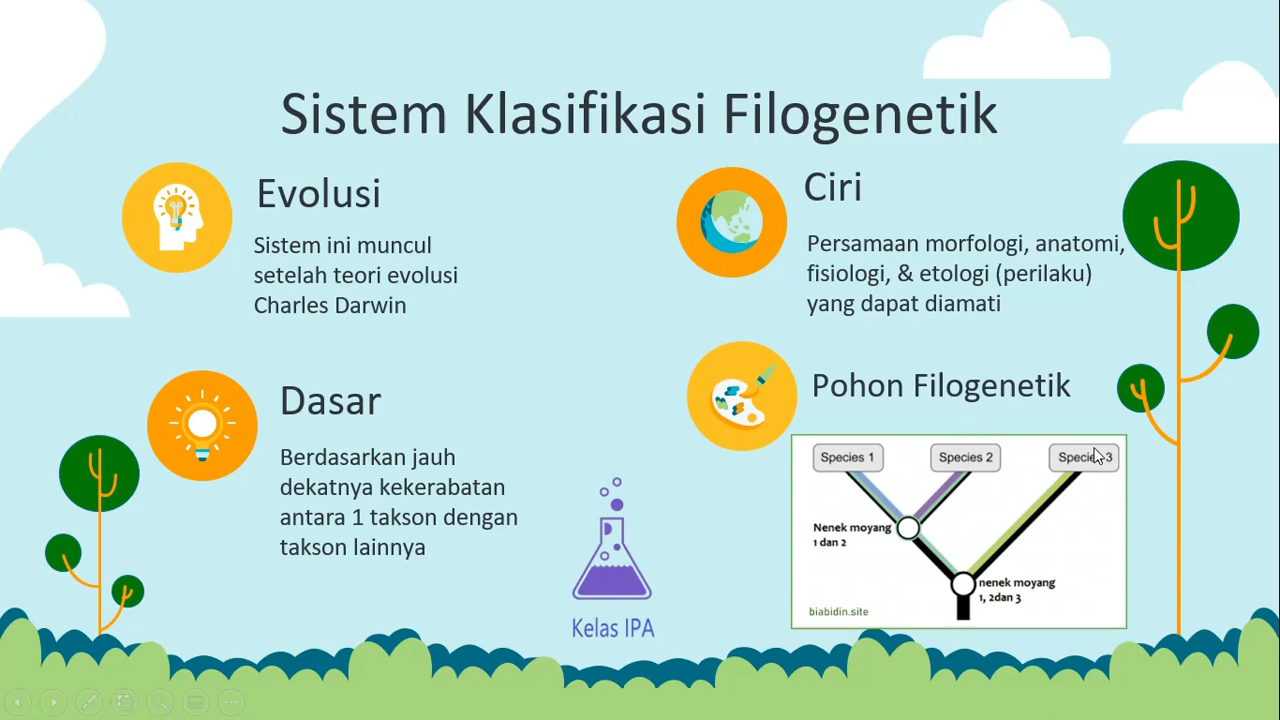 Sistem Klasifikasi Filogenetik
Evolusi
Sistem ini muncul
setelah teori evolusi
Charles Darwin
Ciri
Persamaan morfologi, anatomi,
fisiologi, & etologi (perilaku)
yang dapat diamati
Dasar
Berdasarkan jauh
dekatnya kekerabatan
antara 1 takson dengan
takson lainnya
Pohon Filogenetik
Species 1
Species 2
Species 3
Nenek moyang
1 dan 2
nenek moyang
1, 2dan 3
biabidin.site
Kelas IPA